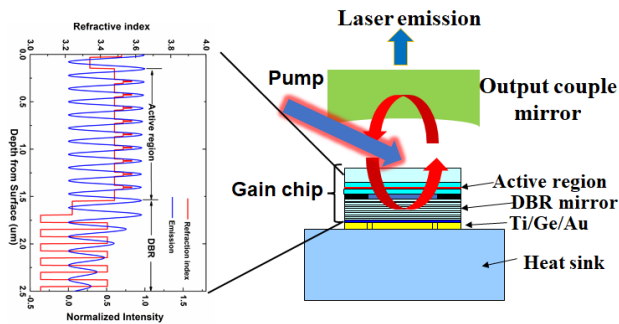 Refractive index
3.0 3.2 3.4 3.6 3.8 4.0
0.0
0.5
1.0
1.5
2.0
2.5
Depth from Surface (um)
Active region
DBR
Refraction index
Emission
-0.5 0.0 0.5 1.0 1.5
Normalized Intensity
Laser emission
Pump
Output couple
mirror
Gain chip
Active region
DBR mirror
Ti/Ge/Au
Heat sink